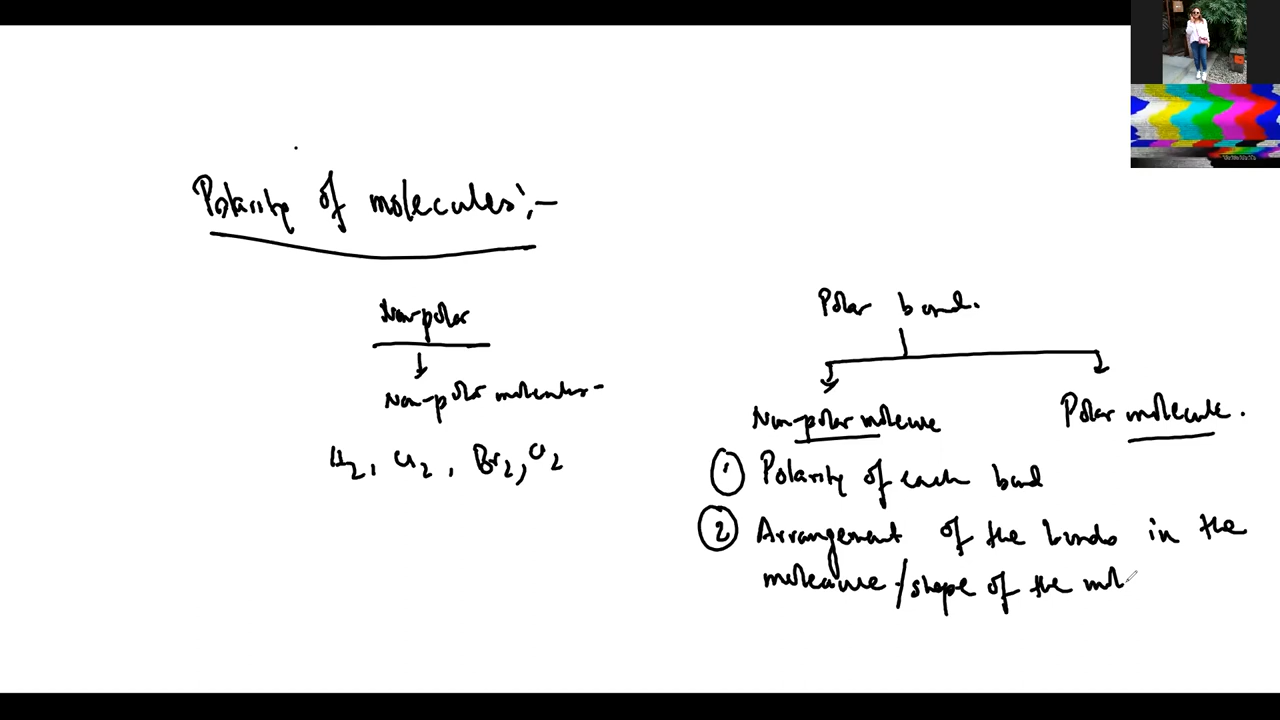 Polarity of molecules :-
Non-polar
Non-polar molecules-
H2, Cl2, Br2, O2
Polar bond.
Non-polar molecule
Polar molecule.
1 Polarity of each bond
2 Arrangement of the bonds in the
molecule / shape of the mol